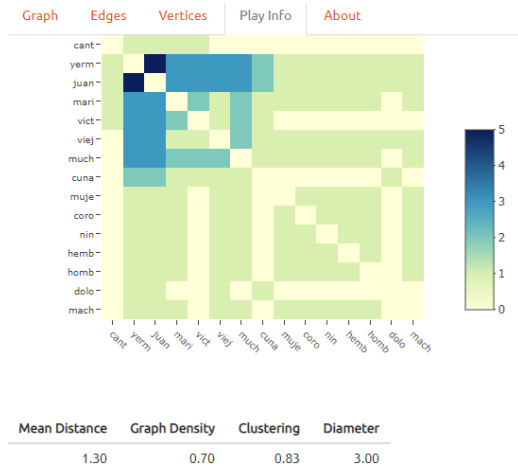 Graph Edges Vertices Play Info About
cant
yerm
juan
mari
vict
viej
much
cuna
muje
coro
nin
hemb
homb
dolo
mach
5
4
3
2
1
0
cant yerm juan mari vict viej much cuna muje coro nin hemb homb dolo mach
Mean Distance Graph Density Clustering Diameter
1.30 0.70 0.83 3.00